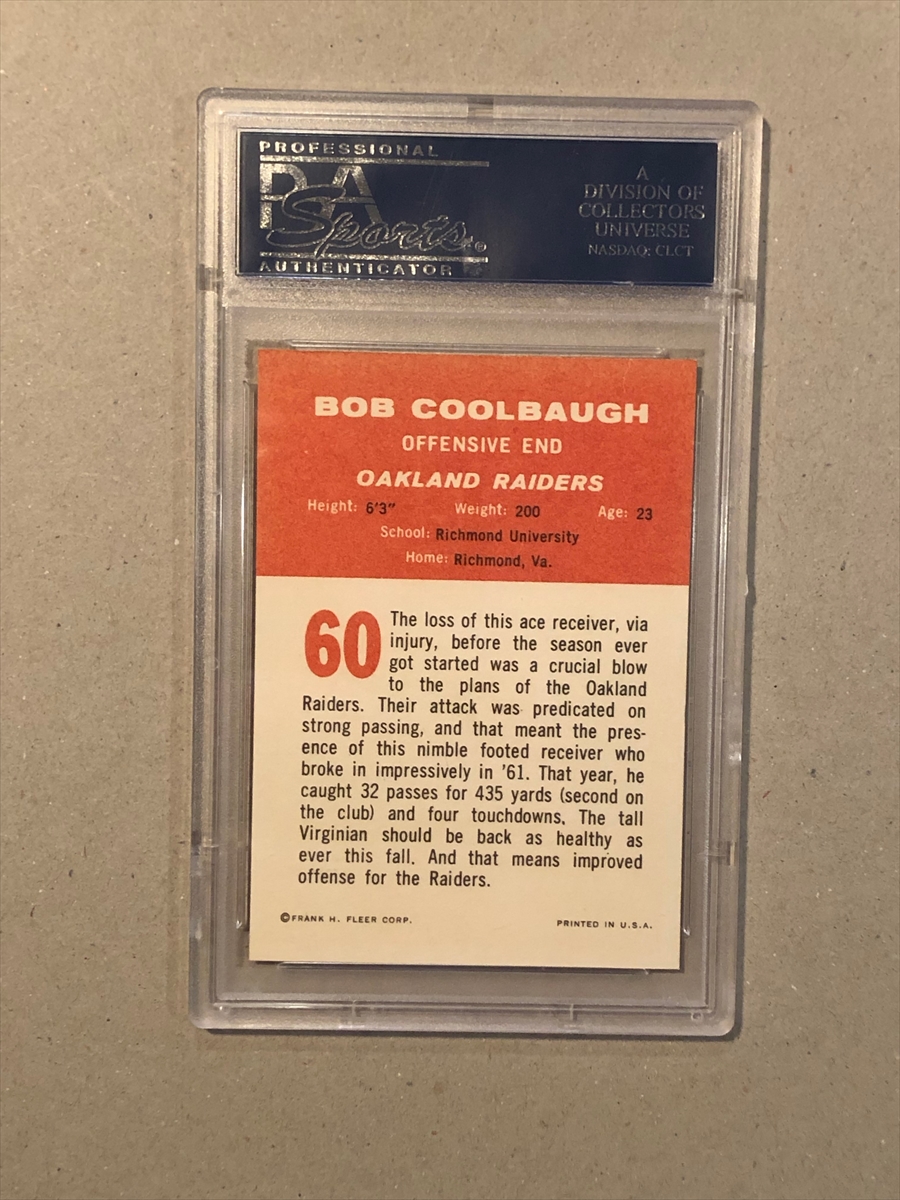 PROFESSIONAL
PSA
Sports
AUTHENTICATOR
A
DIVISION OF
COLLECTORS
UNIVERSE
NASDAQ: CLCT
BOB COOLBAUGH
OFFENSIVE END
OAKLAND RAIDERS
Height: 6'3" Weight: 200 Age: 23
School: Richmond University
Home: Richmond, Va.
60
The loss of this ace receiver, via
injury, before the season ever
got started was a crucial blow
to the plans of the Oakland
Raiders. Their attack was predicated on
strong passing, and that meant the pres-
ence of this nimble footed receiver who
broke in impressively in '61. That year, he
caught 32 passes for 435 yards (second on
the club) and four touchdowns. The tall
Virginian should be back as healthy as
ever this fall. And that means improved
offense for the Raiders.
©FRANK H. FLEER CORP. PRINTED IN U.S.A.